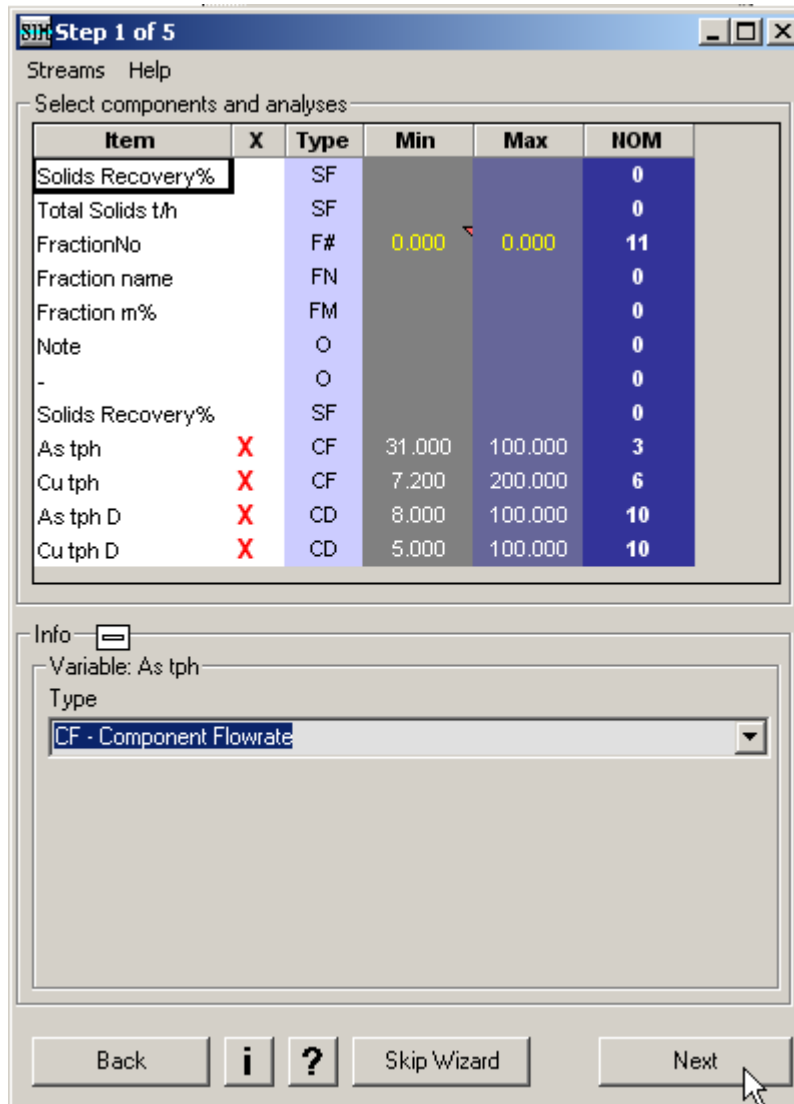 SIM Step 1 of 5
Streams Help
Select components and analyses
Item X Type Min Max NOM
Solids Recovery% SF 0
Total Solids t/h SF 0
FractionNo F# 0.000 0.000 11
Fraction name FN 0
Fraction m% FM 0
Note O 0
- O 0
Solids Recovery% SF 0
As tph X CF 31.000 100.000 3
Cu tph X CF 7.200 200.000 6
As tph D X CD 8.000 100.000 10
Cu tph D X CD 5.000 100.000 10
Info
Variable: As tph
Type
CF - Component Flowrate
Back i ? Skip Wizard Next